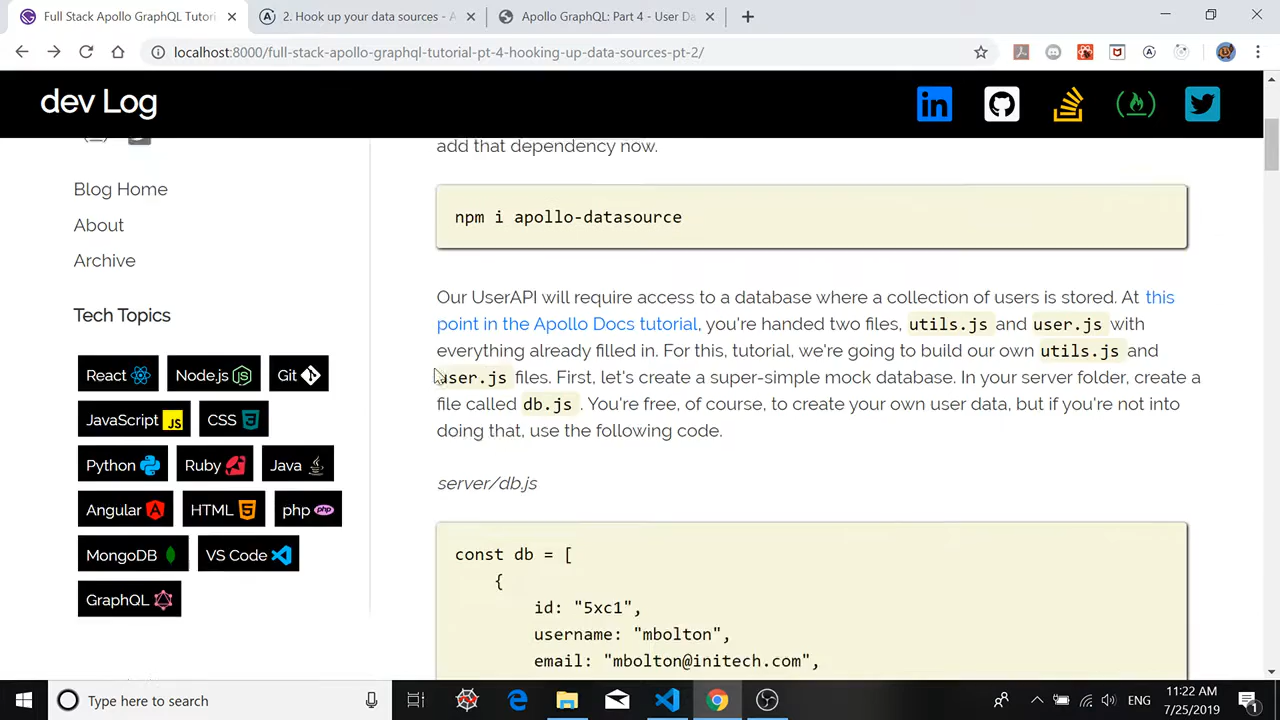 Full Stack Apollo GraphQL Tutori
2. Hook up your data sources - A
Apollo GraphQL: Part 4 - User Da
localhost:8000/full-stack-apollo-graphql-tutorial-pt-4-hooking-up-data-sources-pt-2/
dev Log
Blog Home
About
Archive
Tech Topics
React
Node.js
Git
JavaScript JS
CSS
Python
Ruby
Java
Angular
HTML
php php
MongoDB
VS Code
GraphQL
add that dependency now.
npm i apollo-datasource
Our UserAPI will require access to a database where a collection of users is stored. At this
point in the Apollo Docs tutorial, you're handed two files, utils.js and user.js with
everything already filled in. For this, tutorial, we're going to build our own utils.js and
user.js files. First, let's create a super-simple mock database. In your server folder, create a
file called db.js . You're free, of course, to create your own user data, but if you're not into
doing that, use the following code.
server/db.js
const db = [
{
id: "5xc1",
username: "mbolton",
email: "mbolton@initech.com",
Type here to search
ENG
11:22 AM
7/25/2019
1